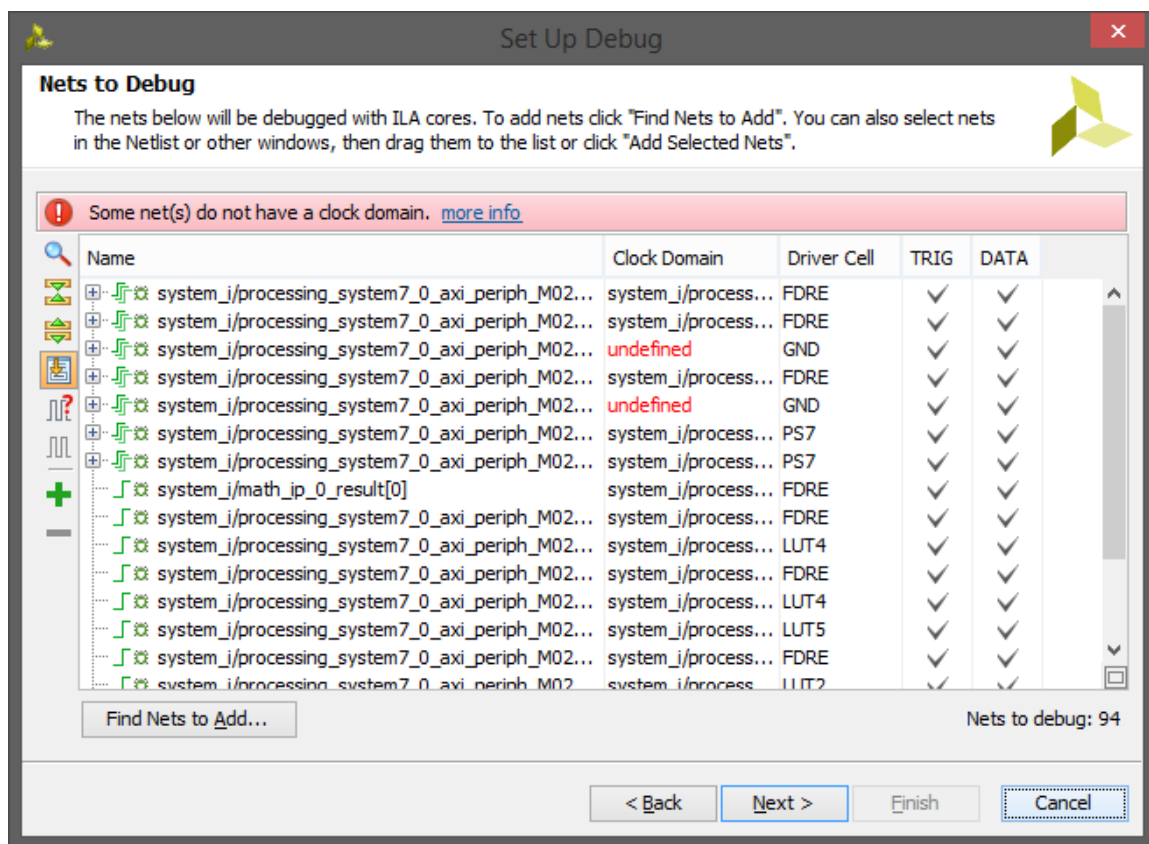 Set Up Debug
Nets to Debug
The nets below will be debugged with ILA cores. To add nets click "Find Nets to Add". You can also select nets
in the Netlist or other windows, then drag them to the list or click "Add Selected Nets".
Some net(s) do not have a clock domain. more info
Name Clock Domain Driver Cell TRIG DATA
system_i/processing_system7_0_axi_periph_M02... system_i/process... FDRE
system_i/processing_system7_0_axi_periph_M02... system_i/process... FDRE
system_i/processing_system7_0_axi_periph_M02... undefined GND
system_i/processing_system7_0_axi_periph_M02... system_i/process... FDRE
system_i/processing_system7_0_axi_periph_M02... undefined GND
system_i/processing_system7_0_axi_periph_M02... system_i/process... PS7
system_i/processing_system7_0_axi_periph_M02... system_i/process... PS7
system_i/math_ip_0_result[0] system_i/process... FDRE
system_i/processing_system7_0_axi_periph_M02... system_i/process... FDRE
system_i/processing_system7_0_axi_periph_M02... system_i/process... LUT4
system_i/processing_system7_0_axi_periph_M02... system_i/process... FDRE
system_i/processing_system7_0_axi_periph_M02... system_i/process... LUT4
system_i/processing_system7_0_axi_periph_M02... system_i/process... LUT5
system_i/processing_system7_0_axi_periph_M02... system_i/process... FDRE
system_i/processing_system7_0_axi_periph_M02 system_i/process LUT2
Find Nets to Add... Nets to debug: 94
< Back Next > Finish Cancel